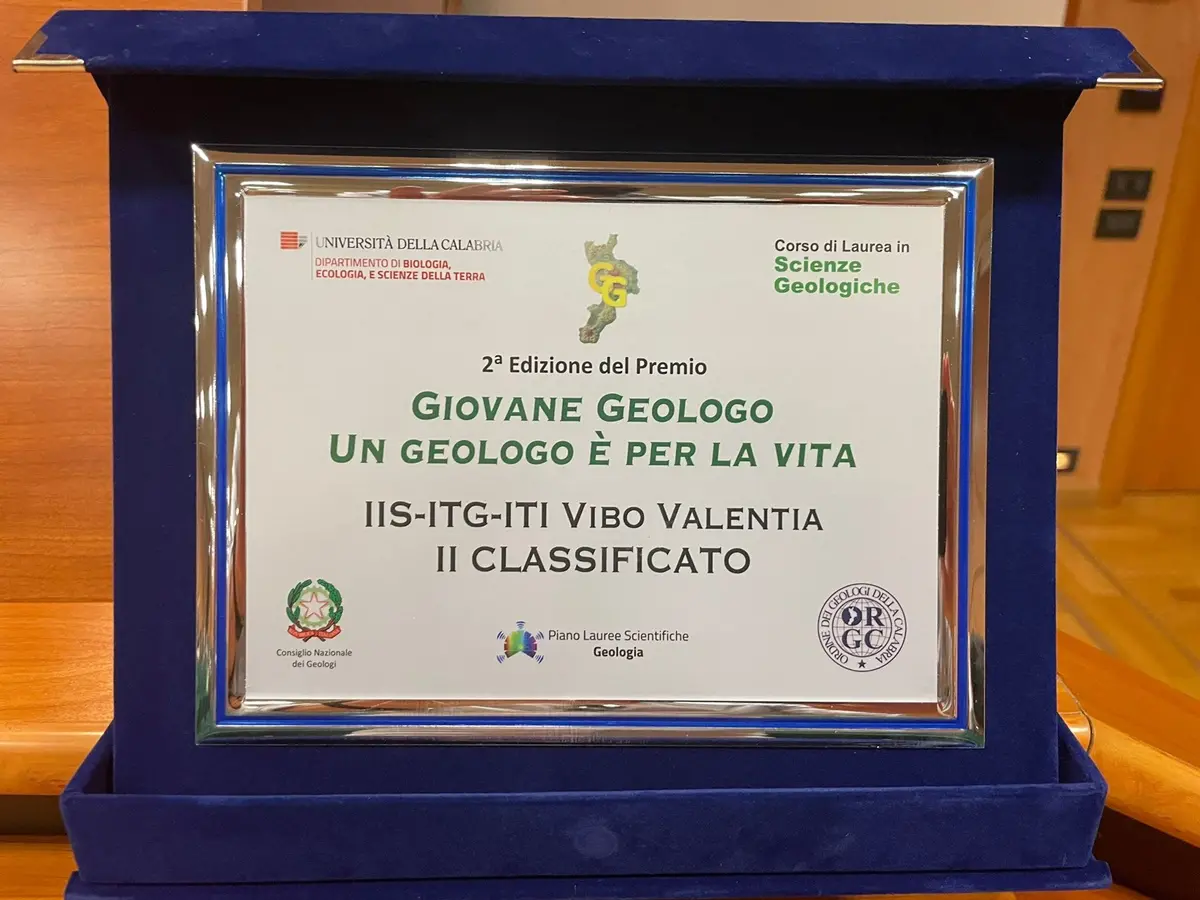 UNIVERSITÀ DELLA CALABRIA
DIPARTIMENTO DI BIOLOGIA,
ECOLOGIA, E SCIENZE DELLA TERRA
GG
Corso di Laurea in
Scienze
Geologiche
2ª Edizione del Premio
GIOVANE GEOLOGO
UN GEOLOGO È PER LA VITA
IIS-ITG-ITI VIBO VALENTIA
II CLASSIFICATO
Consiglio Nazionale
dei Geologi
Piano Lauree Scientifiche
Geologia
ORDINE DEI GEOLOGI DELLA CALABRIA
OR
GC